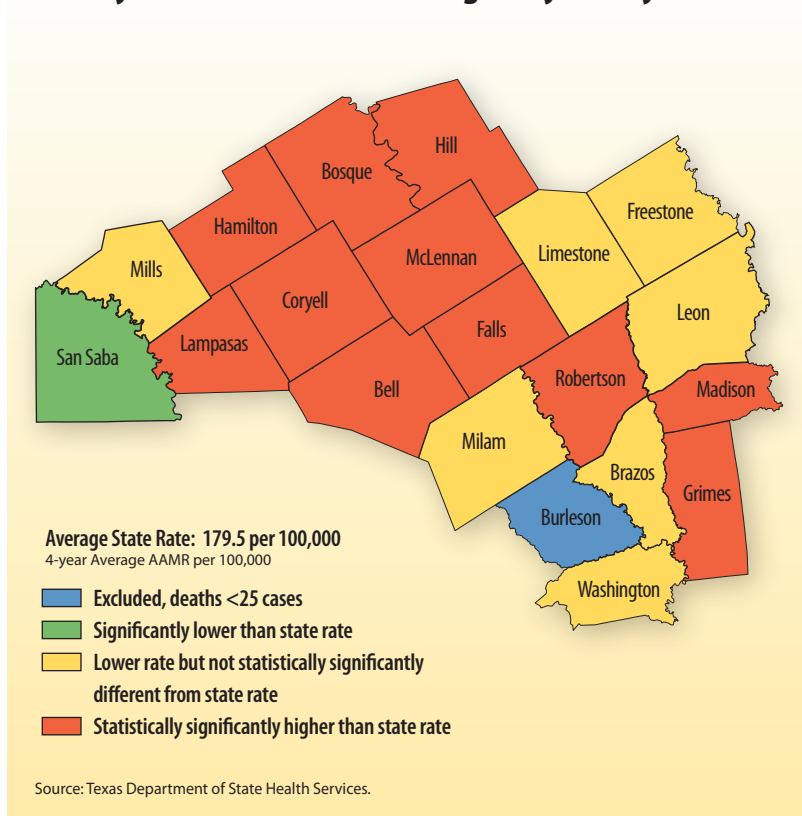 Hill
Bosque
Freestone
Hamilton
Limestone
McLennan
Mills
Coryell
Leon
Falls
Lampasas
San Saba
Robertson
Bell
Madison
Milam
Brazos
Grimes
Burleson
Washington
Average State Rate: 179.5 per 100,000
4-year Average AAMR per 100,000
Excluded, deaths <25 cases
Significantly lower than state rate
Lower rate but not statistically significantly
different from state rate
Statistically significantly higher than state rate
Source: Texas Department of State Health Services.